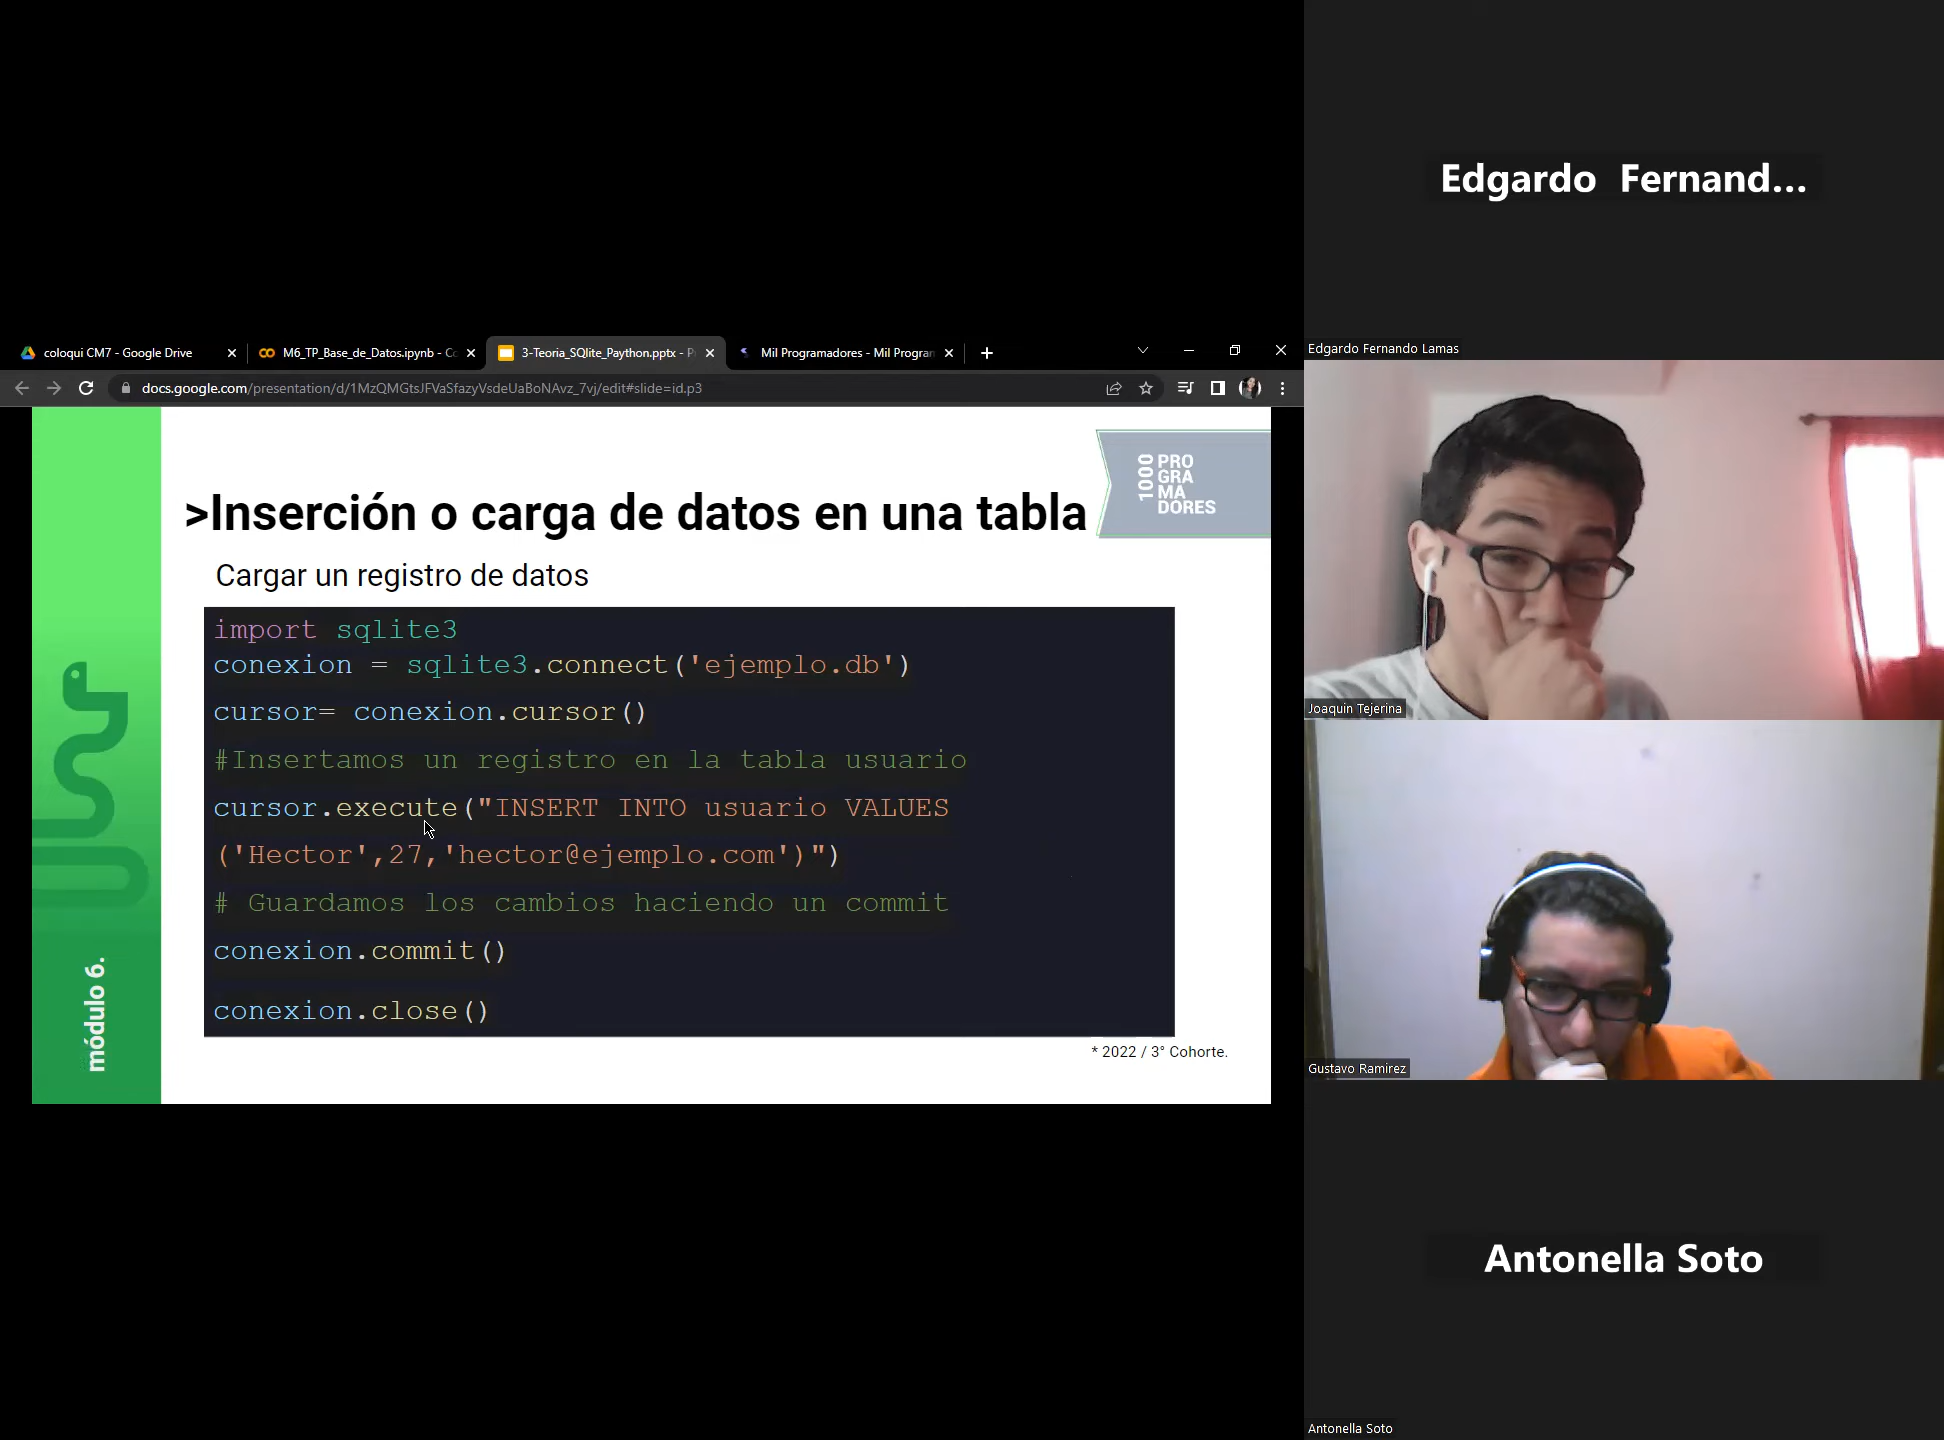 coloqui CM7 - Google Drive
M6_TP_Base_de_Datos.ipynb - Co
3-Teoria_SQlite_Paython.pptx - P
Mil Programadores - Mil Program
docs.google.com/presentation/d/1MzQMGtsJFVaSfazyVsdeUaBoNAvz_7vj/edit#slide=id.p3
1000
PRO
GRA
MA
DORES
>Inserción o carga de datos en una tabla
Cargar un registro de datos
import sqlite3
conexion = sqlite3.connect('ejemplo.db')
cursor= conexion.cursor()
#Insertamos un registro en la tabla usuario
cursor.execute("INSERT INTO usuario VALUES
('Hector',27,'hector@ejemplo.com')")
# Guardamos los cambios haciendo un commit
conexion.commit()
conexion.close()
módulo 6.
* 2022 / 3° Cohorte.
Edgardo Fernand...
Edgardo Fernando Lamas
Joaquin Tejerina
Gustavo Ramirez
Antonella Soto
Antonella Soto